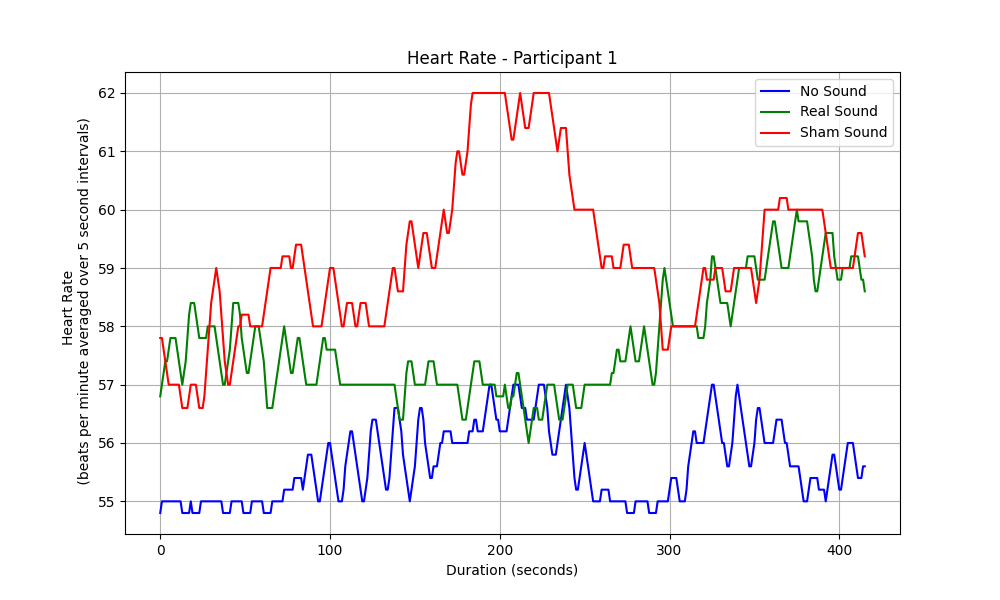 Heart Rate - Participant 1
Heart Rate
(beats per minute averaged over 5 second intervals)
62
61
60
59
58
57
56
55
No Sound
Real Sound
Sham Sound
0
100
200
300
400
Duration (seconds)